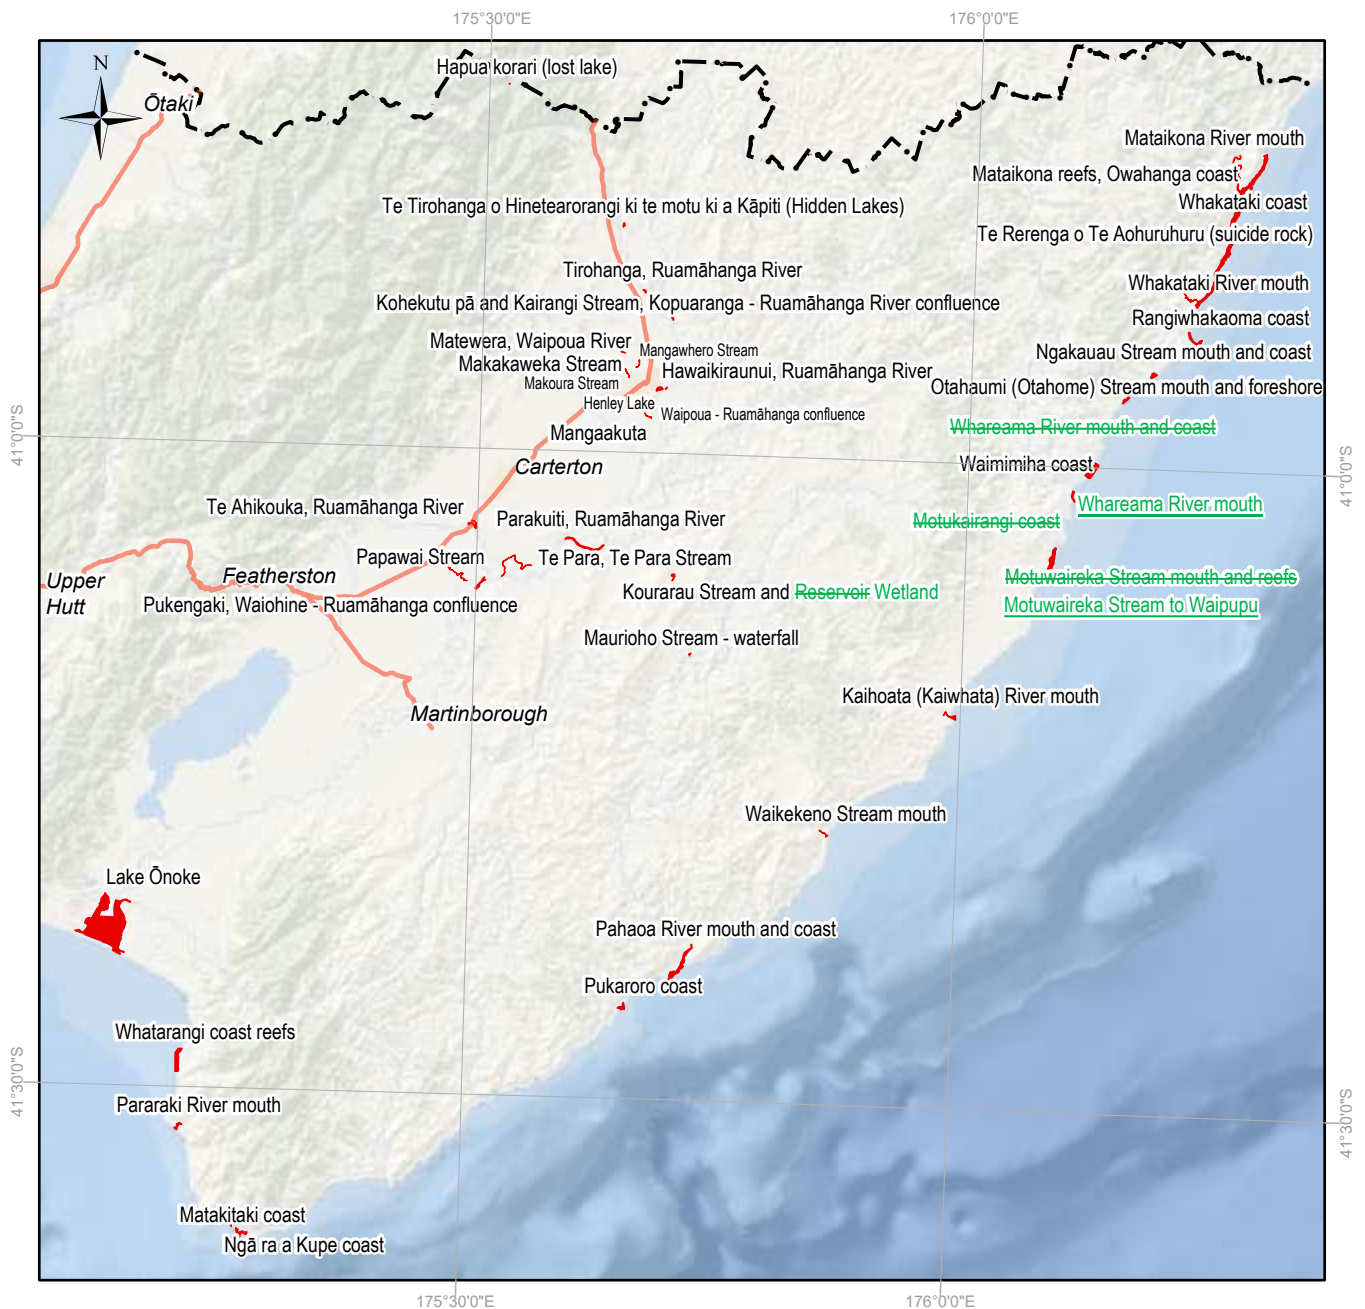 175°30'0"E
176°0'0"E
N
Hapua korari (lost lake)
Ōtaki
Mataikona River mouth
Mataikona reefs, Owahanga coast
Whakataki coast
Te Tirohanga o Hinetearorangi ki te motu ki a Kāpiti (Hidden Lakes)
Te Rerenga o Te Aohuruhuru (suicide rock)
Tirohanga, Ruamāhanga River
Whakataki River mouth
Kohekutu pā and Kairangi Stream, Kopuaranga - Ruamāhanga River confluence
Rangiwhakaoma coast
Matewera, Waipoua River
Mangawhero Stream
Ngakauau Stream mouth and coast
Makakaweka Stream
Hawaikiraunui, Ruamāhanga River
Makoura Stream
Otahaumi (Otahome) Stream mouth and foreshore
Henley Lake
Waipoua - Ruamāhanga confluence
41°0'0"S
Whareama River mouth and coast
Mangaakuta
Carterton
Waimimiha coast
41°0'0"S
Te Ahikouka, Ruamāhanga River
Whareama River mouth
Parakuiti, Ruamāhanga River
Motukairangi coast
Papawai Stream
Te Para, Te Para Stream
Upper
Hutt
Featherston
Motuwaireka Stream mouth and reefs
Kourarau Stream and Reservoir Wetland
Pukengaki, Waiohine - Ruamāhanga confluence
Motuwaireka Stream to Waipupu
Maurioho Stream - waterfall
Kaihoata (Kaiwhata) River mouth
Martinborough
Waikekeno Stream mouth
Lake Ōnoke
Pahaoa River mouth and coast
Pukaroro coast
Whatarangi coast reefs
41°30'0"S
Pararaki River mouth
41°30'0"S
Matakitaki coast
Ngā ra a Kupe coast
175°30'0"E
176°0'0"E